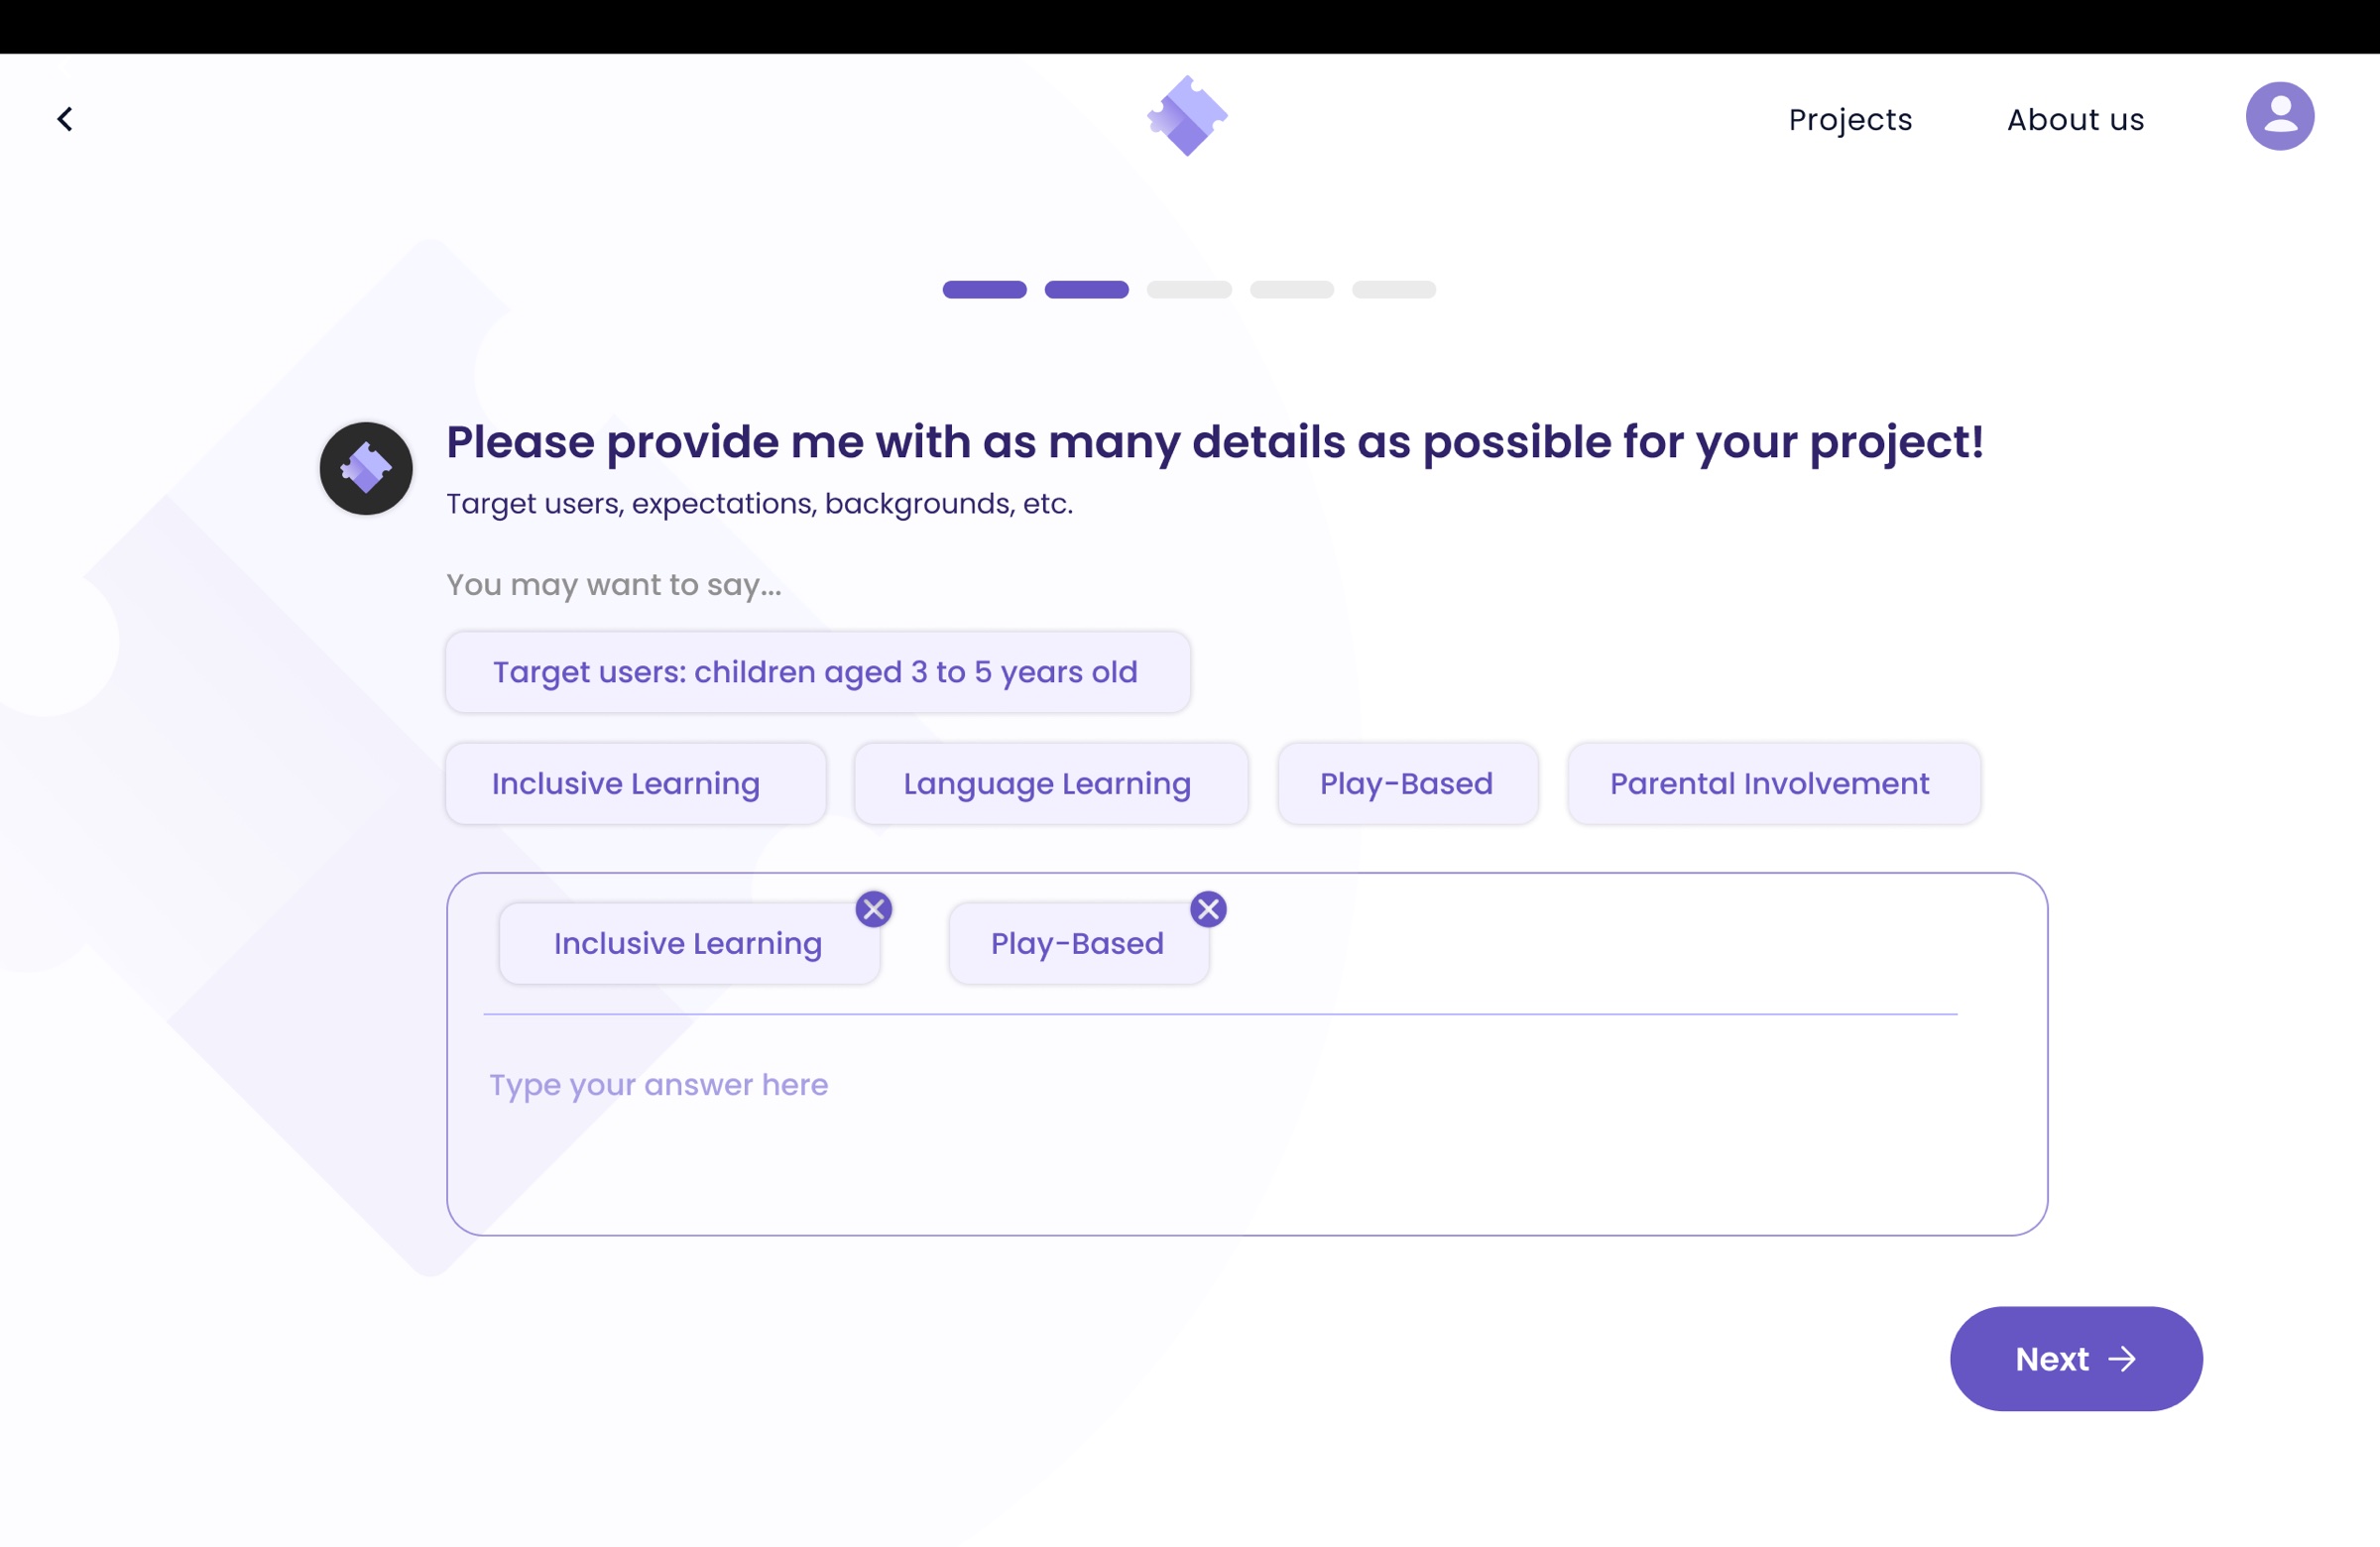 Projects About us
Please provide me with as many details as possible for your project!
Target users, expectations, backgrounds, etc.
You may want to say...
Target users: children aged 3 to 5 years old
Inclusive Learning Language Learning Play-Based Parental Involvement
Inclusive Learning Play-Based
Type your answer here
Next